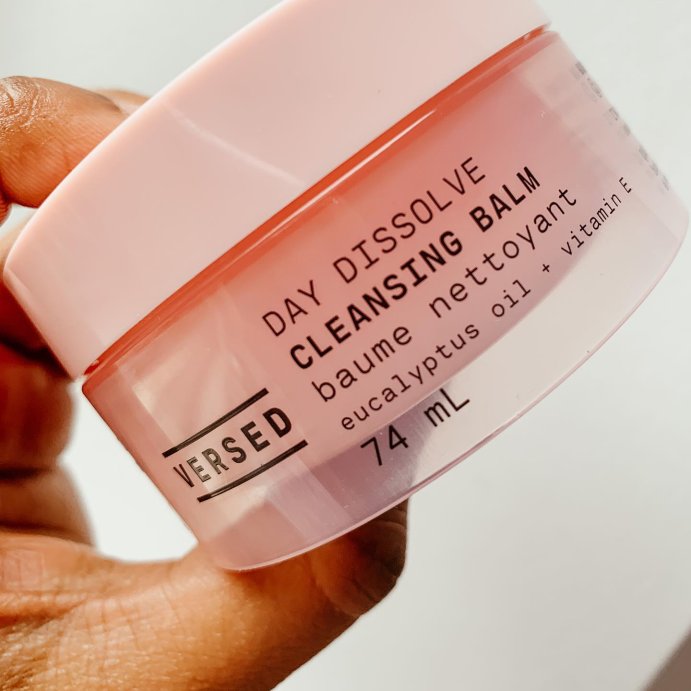 DAY DISSOLVE
CLEANSING BALM
baume nettoyant
eucalyptus oil + vitamin E
74 mL
VERSED